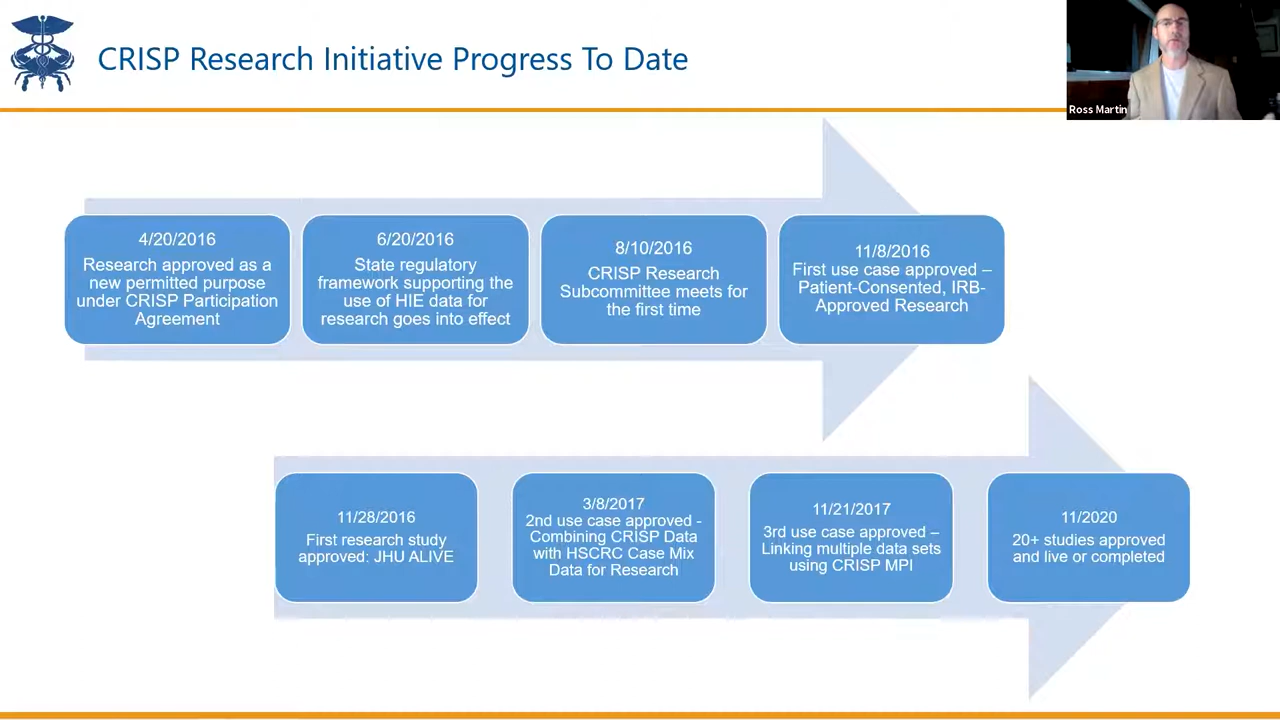 CRISP Research Initiative Progress To Date
Ross Martin
4/20/2016
Research approved as a
new permitted purpose
under CRISP Participation
Agreement
6/20/2016
State regulatory
framework supporting the
use of HIE data for
research goes into effect
8/10/2016
CRISP Research
Subcommittee meets for
the first time
11/8/2016
First use case approved –
Patient-Consented, IRB-
Approved Research
11/28/2016
First research study
approved: JHU ALIVE
3/8/2017
2nd use case approved -
Combining CRISP Data
with HSCRC Case Mix
Data for Research
11/21/2017
3rd use case approved –
Linking multiple data sets
using CRISP MPI
11/2020
20+ studies approved
and live or completed